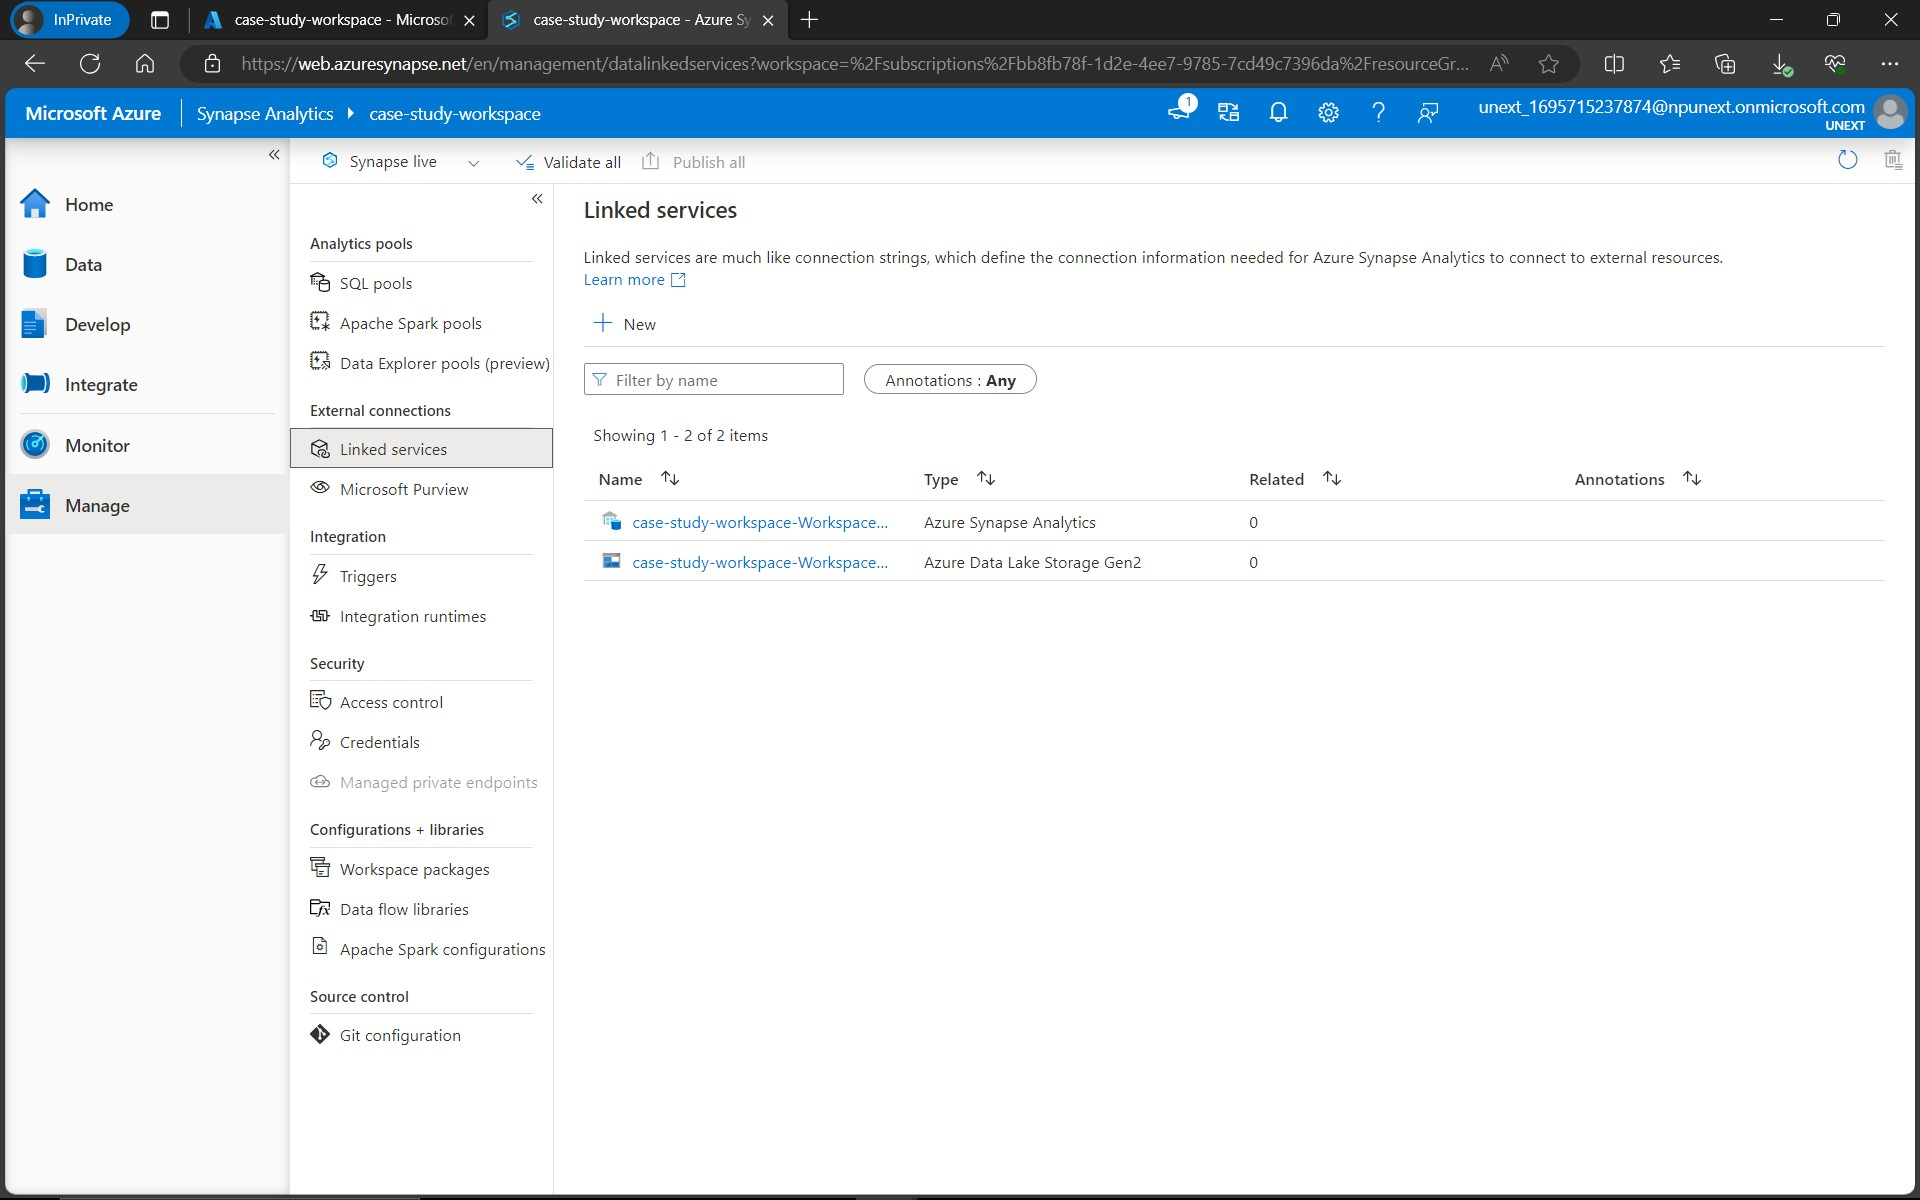 InPrivate
case-study-workspace - Microso
case-study-workspace - Azure Sy
https://web.azuresynapse.net/en/management/datalinkedservices?workspace=%2Fsubscriptions%2Fbb8fb78f-1d2e-4ee7-9785-7cd49c7396da%2FresourceGr...
Microsoft Azure
Synapse Analytics
case-study-workspace
1
unext_1695715237874@npunext.onmicrosoft.com
UNEXT
Home
Data
Develop
Integrate
Monitor
Manage
Synapse live
Validate all
Publish all
Analytics pools
SQL pools
Apache Spark pools
Data Explorer pools (preview)
External connections
Linked services
Microsoft Purview
Integration
Triggers
Integration runtimes
Security
Access control
Credentials
Managed private endpoints
Configurations + libraries
Workspace packages
Data flow libraries
Apache Spark configurations
Source control
Git configuration
Linked services
Linked services are much like connection strings, which define the connection information needed for Azure Synapse Analytics to connect to external resources.
Learn more
New
Filter by name
Annotations : Any
Showing 1 - 2 of 2 items
Name Type Related Annotations
case-study-workspace-Workspace... Azure Synapse Analytics 0
case-study-workspace-Workspace... Azure Data Lake Storage Gen2 0